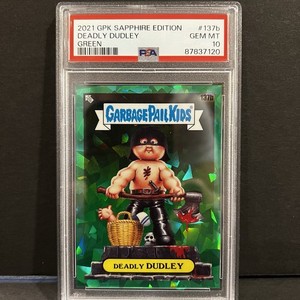 2021 GPK SAPPHIRE EDITION #137b
DEADLY DUDLEY GEM MT
GREEN PSA 10
87837120
137b
GARBAGE PAIL KIDS
DEADLY DUDLEY